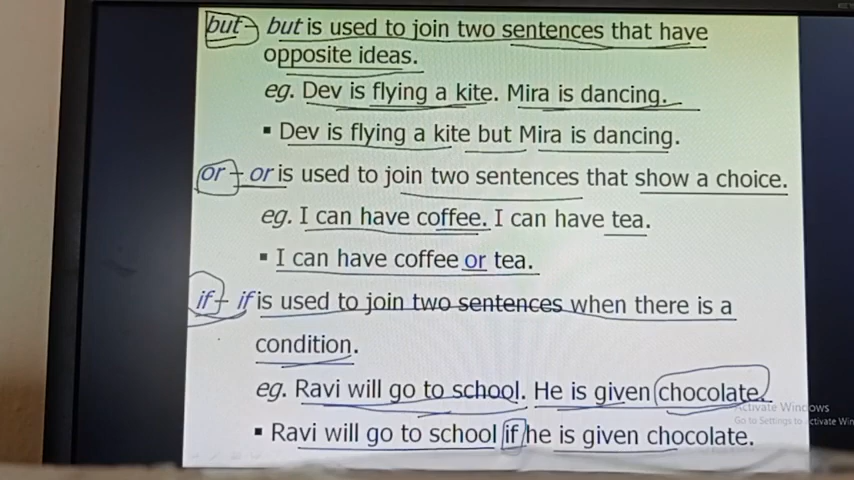 but - but is used to join two sentences that have
opposite ideas.
eg. Dev is flying a kite. Mira is dancing.
▪ Dev is flying a kite but Mira is dancing.
or - or is used to join two sentences that show a choice.
eg. I can have coffee. I can have tea.
▪ I can have coffee or tea.
if - if is used to join two sentences when there is a
condition.
eg. Ravi will go to school. He is given chocolate.
Activate Windows
Go to Settings to activate Win
▪ Ravi will go to school if he is given chocolate.